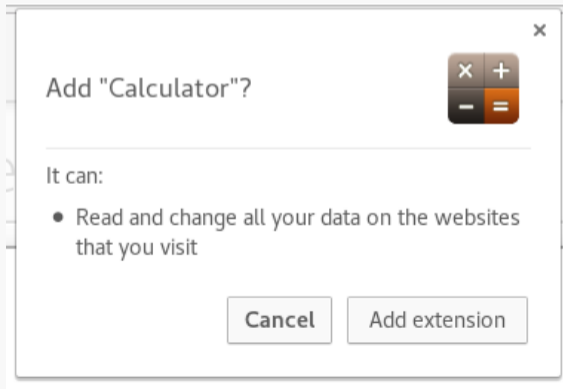 Add "Calculator"?
It can:
• Read and change all your data on the websites
that you visit
Cancel
Add extension